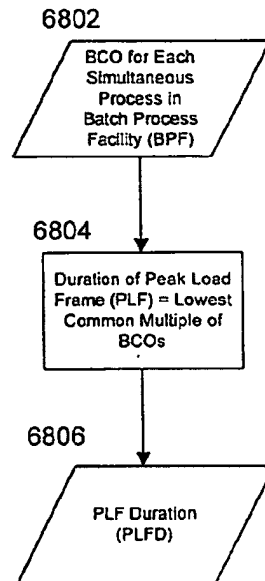 6802
BCO for Each
Simultaneous
Process in
Batch Process
Facility (BPF)
6804
Duration of Peak Load
Frame (PLF) = Lowest
Common Multiple of
BCOs
6806
PLF Duration
(PLFD)